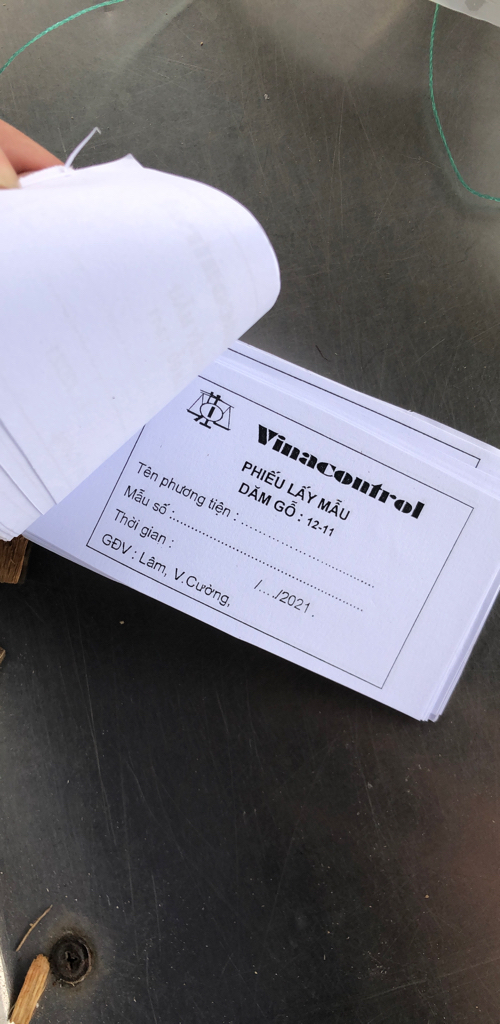 Vinacontrol
PHIẾU LẤY MẪU
DĂM GỖ : 12-11
Tên phương tiện : ........................................
Mẫu số :........................................................
Thời gian : /..../2021.
GĐV : Lâm, V.Cường,